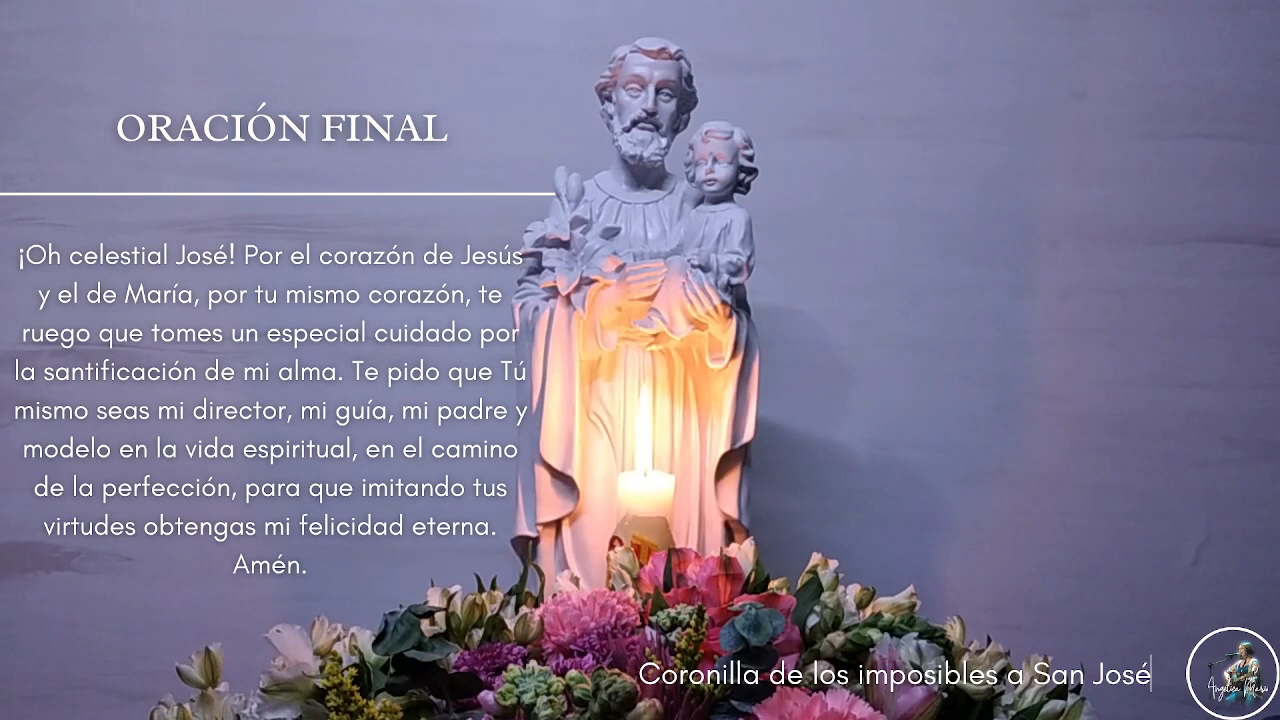 ORACIÓN FINAL
¡Oh celestial José! Por el corazón de Jesús
y el de María, por tu mismo corazón, te
ruego que tomes un especial cuidado por
la santificación de mi alma. Te pido que Tú
mismo seas mi director, mi guía, mi padre y
modelo en la vida espiritual, en el camino
de la perfección, para que imitando tus
virtudes obtengas mi felicidad eterna.
Amén.
Coronilla de los imposibles a San José
Angélica María